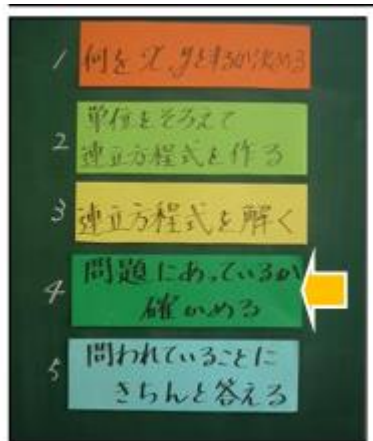 1 何を x, yとするか決める
2 単位をそろえて
連立方程式を作る
3 連立方程式を解く
4 問題にあっているか
確かめる
5 問われていることに
きちんと答える